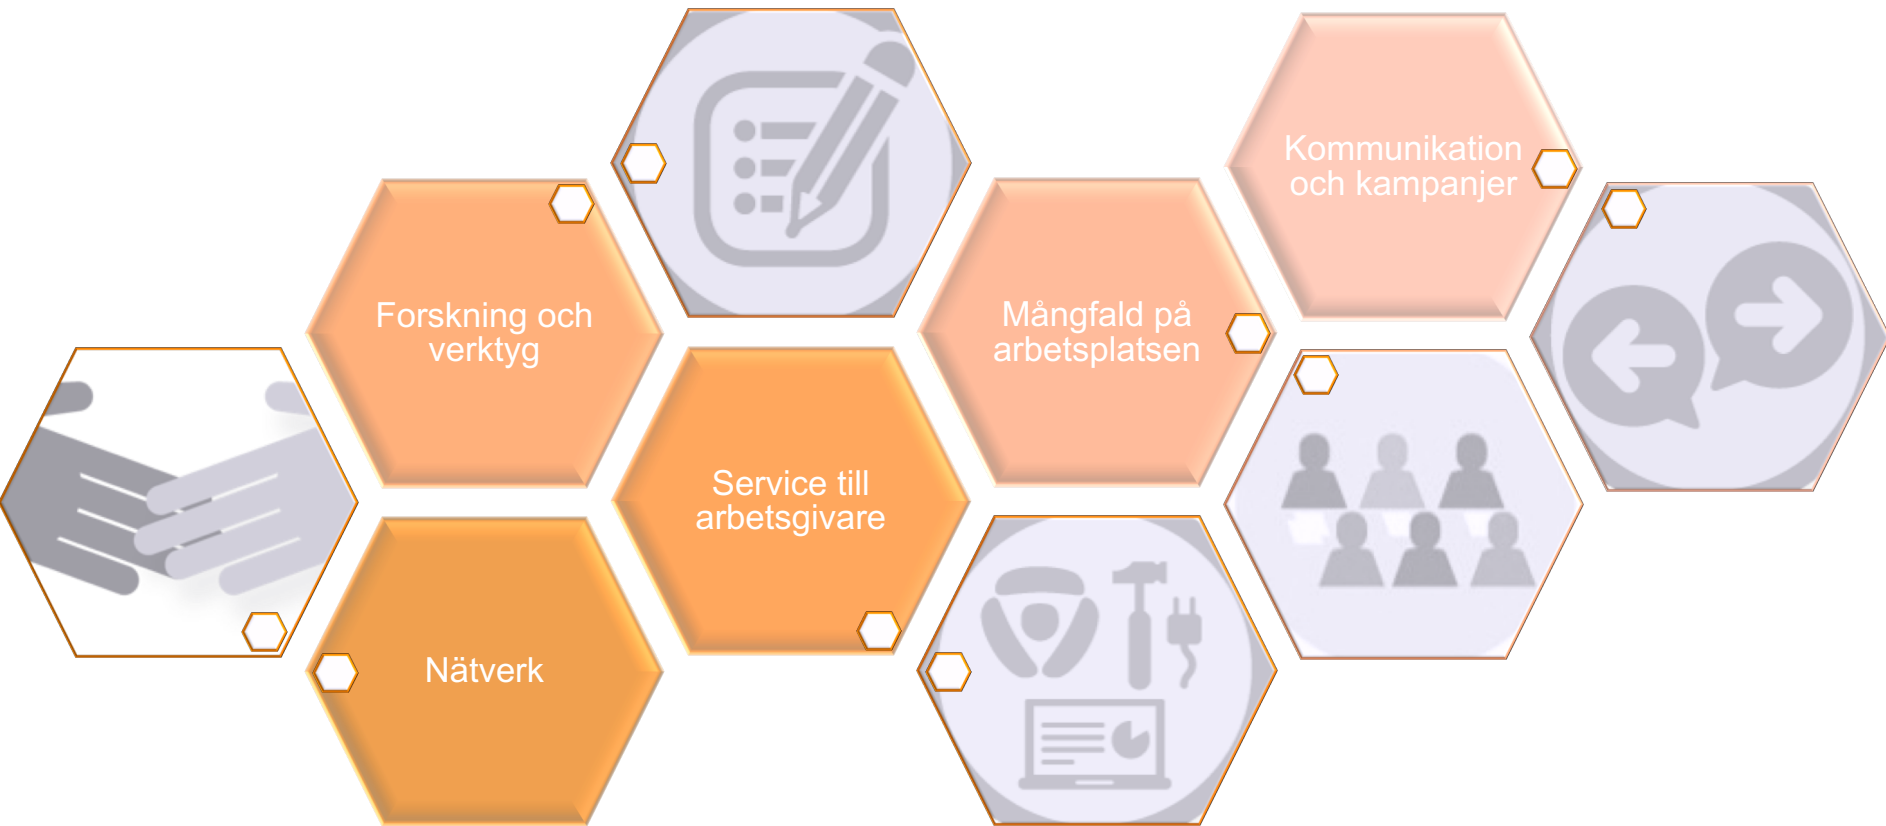 Kommunikation
och kampanjer
Forskning och
verktyg
Mångfald på
arbetsplatsen
Service till
arbetsgivare
Nätverk